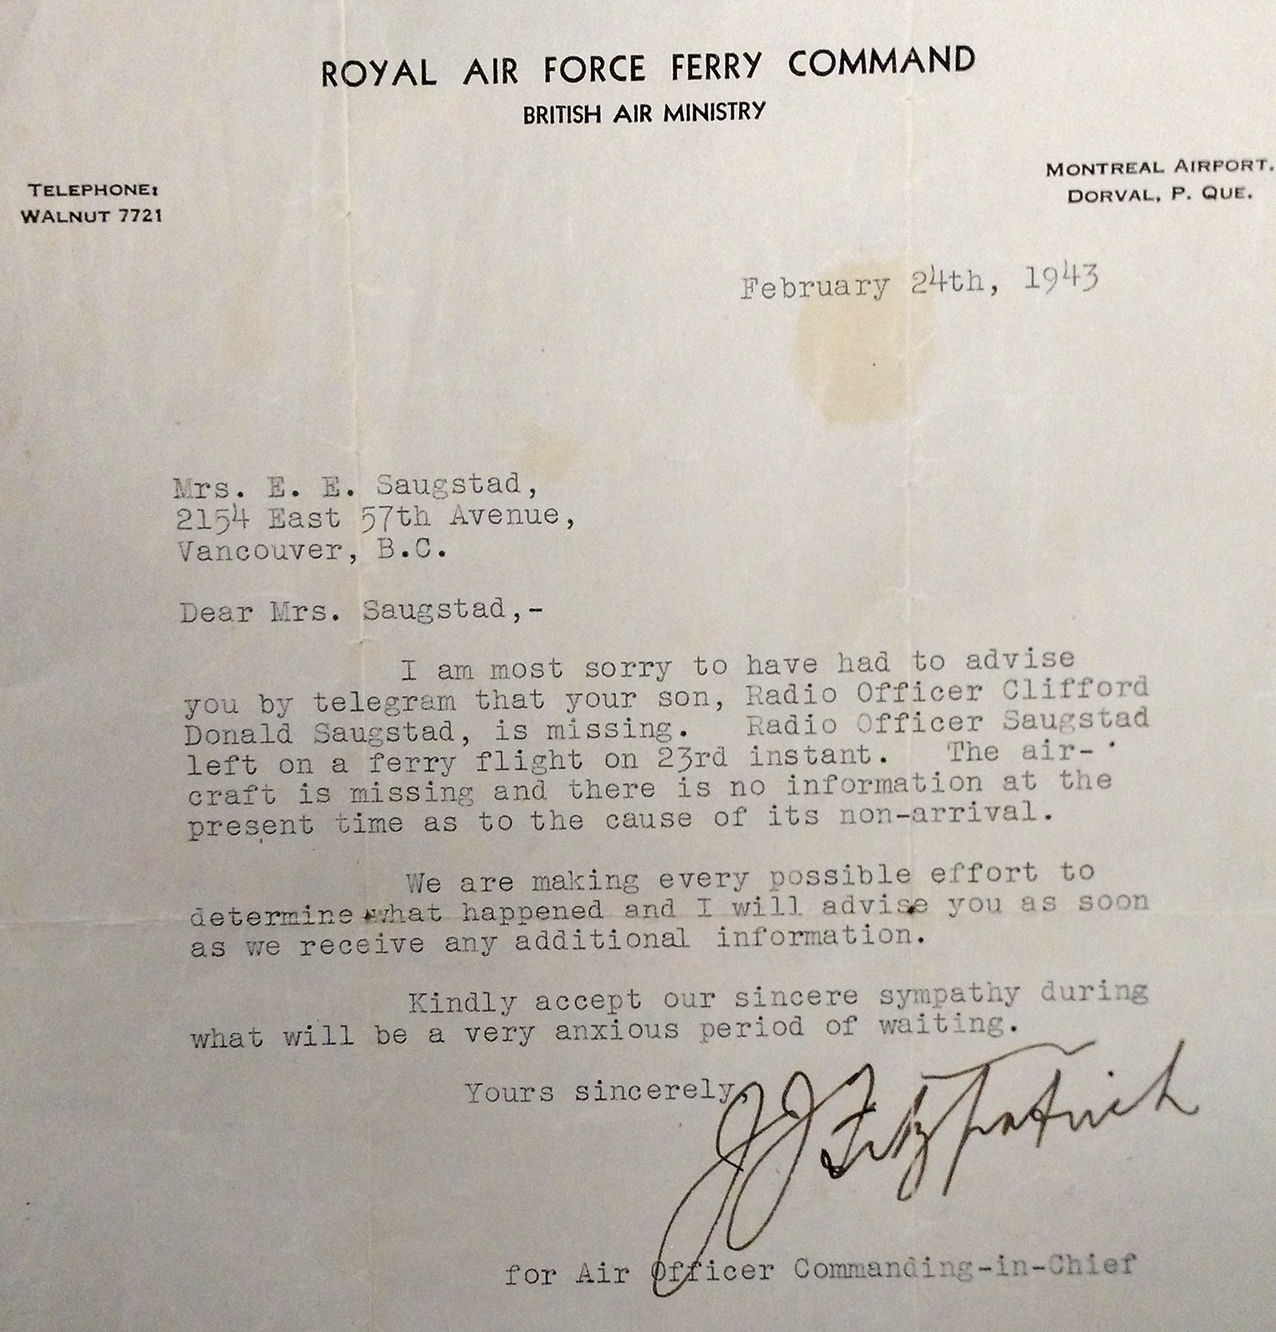 ROYAL AIR FORCE FERRY COMMAND
BRITISH AIR MINISTRY
TELEPHONE:
WALNUT 7721
MONTREAL AIRPORT.
DORVAL, P. QUE.
February 24th, 1943
Mrs. E. E. Saugstad,
2154 East 57th Avenue,
Vancouver, B.C.
Dear Mrs. Saugstad,-
I am most sorry to have had to advise
you by telegram that your son, Radio Officer Clifford
Donald Saugstad, is missing. Radio Officer Saugstad
left on a ferry flight on 23rd instant. The air-
craft is missing and there is no information at the
present time as to the cause of its non-arrival.
We are making every possible effort to
determine what happened and I will advise you as soon
as we receive any additional information.
Kindly accept our sincere sympathy during
what will be a very anxious period of waiting.
Yours sincerely,
JJ Fitzpatrick
for Air Officer Commanding-in-Chief